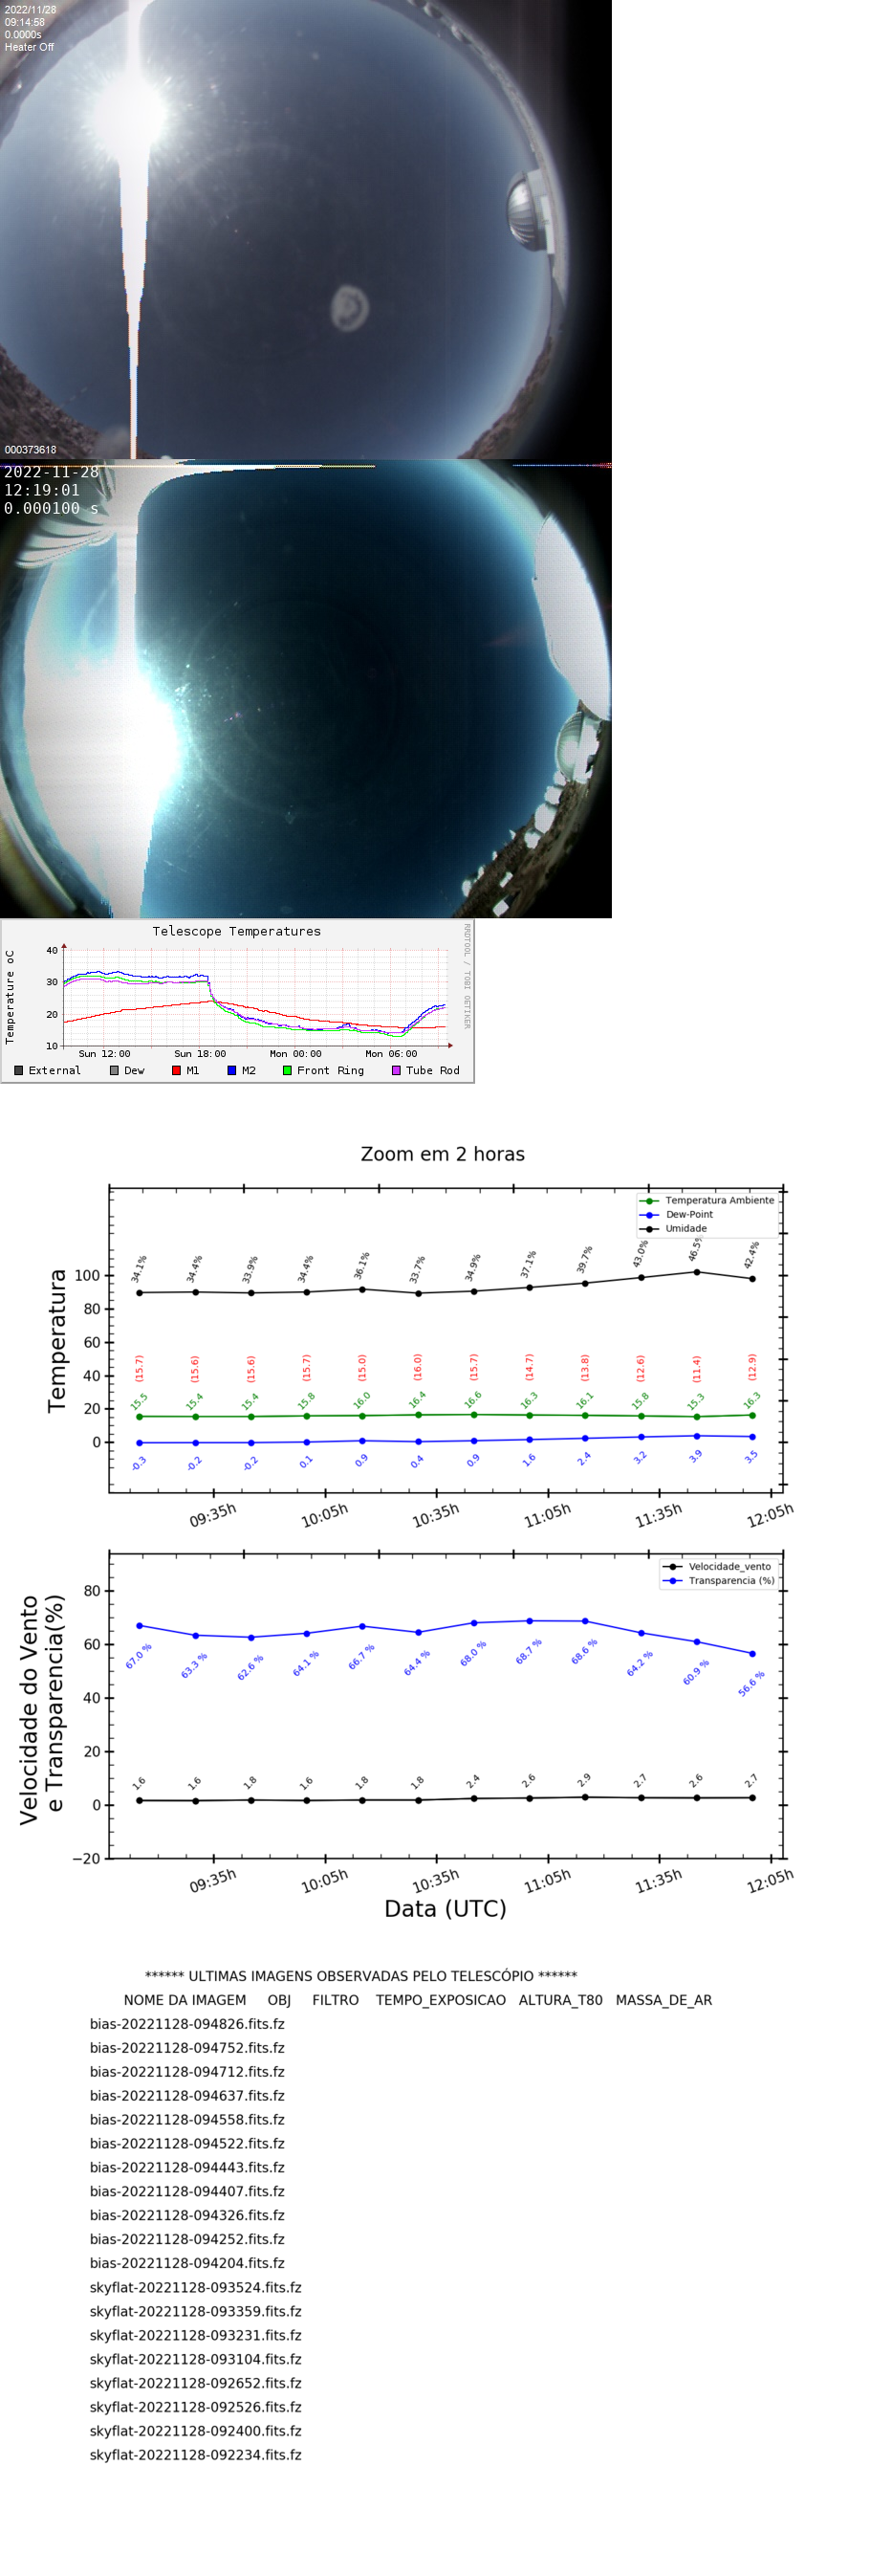 2022/11/28
09:14:58
0.0000s
Heater Off
000373618
2022-11-28
12:19:01
0.000100 s
Telescope Temperatures
RRDTOOL / TOBI OETIKER
Temperature oC
40
30
20
10
Sun 12:00 Sun 18:00 Mon 00:00 Mon 06:00
External Dew M1 M2 Front Ring Tube Rod
Zoom em 2 horas
Temperatura Ambiente
Dew-Point
Umidade
Temperatura
100
80
60
40
20
0
34.1% 34.4% 33.9% 34.4% 36.1% 33.7% 34.9% 37.1% 39.7% 43.0% 46.5% 42.4%
(15.7) (15.6) (15.6) (15.7) (15.0) (16.0) (15.7) (14.7) (13.8) (12.6) (11.4) (12.9)
15.5 15.4 15.4 15.8 16.0 16.4 16.6 16.3 16.1 15.8 15.3 16.3
-0.3 -0.2 -0.2 0.1 0.9 0.4 0.9 1.6 2.4 3.2 3.9 3.5
09:35h 10:05h 10:35h 11:05h 11:35h 12:05h
Velocidade_vento
Transparencia (%)
Velocidade do Vento
e Transparencia(%)
80
60
40
20
0
−20
67.0 % 63.3 % 62.6 % 64.1 % 66.7 % 64.4 % 68.0 % 68.7 % 68.6 % 64.2 % 60.9 % 56.6 %
1.6 1.6 1.8 1.6 1.8 1.8 2.4 2.6 2.9 2.7 2.6 2.7
09:35h 10:05h 10:35h 11:05h 11:35h 12:05h
Data (UTC)
****** ULTIMAS IMAGENS OBSERVADAS PELO TELESCÓPIO ******
NOME DA IMAGEM OBJ FILTRO TEMPO_EXPOSICAO ALTURA_T80 MASSA_DE_AR
bias-20221128-094826.fits.fz
bias-20221128-094752.fits.fz
bias-20221128-094712.fits.fz
bias-20221128-094637.fits.fz
bias-20221128-094558.fits.fz
bias-20221128-094522.fits.fz
bias-20221128-094443.fits.fz
bias-20221128-094407.fits.fz
bias-20221128-094326.fits.fz
bias-20221128-094252.fits.fz
bias-20221128-094204.fits.fz
skyflat-20221128-093524.fits.fz
skyflat-20221128-093359.fits.fz
skyflat-20221128-093231.fits.fz
skyflat-20221128-093104.fits.fz
skyflat-20221128-092652.fits.fz
skyflat-20221128-092526.fits.fz
skyflat-20221128-092400.fits.fz
skyflat-20221128-092234.fits.fz